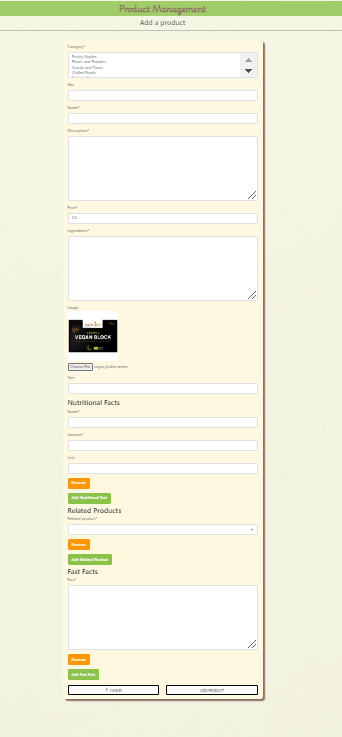 Product Management
Add a product
Category*
Pantry Staples
Flours and Powders
Snacks and Treats
Chilled Foods
Sku
Name*
Description*
Price*
Ingredients*
Image
VEGAN BLOCK
Choose File vegan_butter.webp
Size
Nutritional Facts
Name*
Amount*
Unit
Remove
Add Nutritional Fact
Related Products
Related product*
Remove
Add Related Product
Fast Facts
Fact*
Remove
Add Fast Fact
< CANCEL
ADD PRODUCT